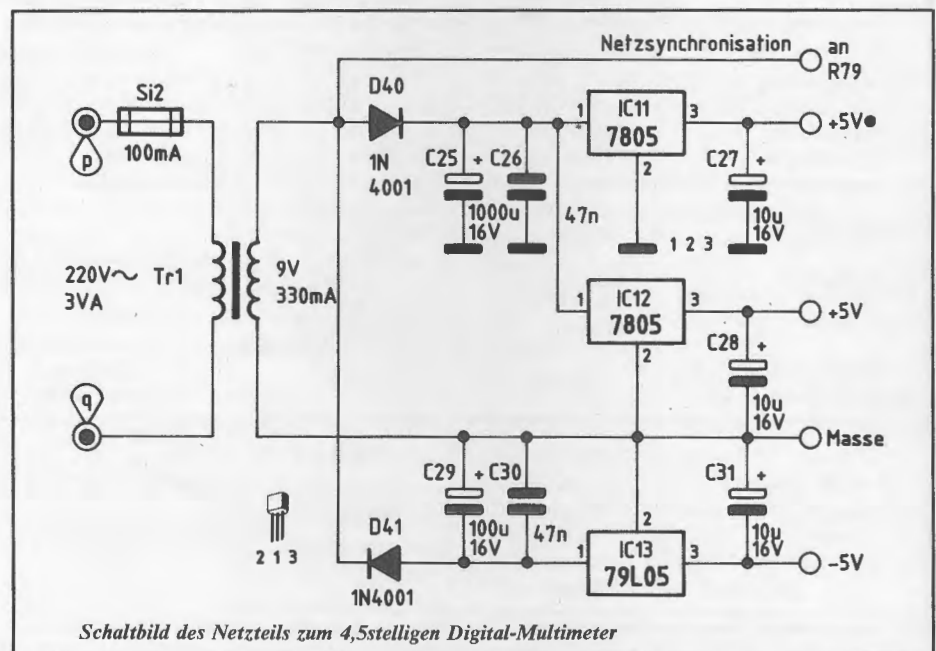 Netzsynchronisation
an
R79
Si2
100mA
p
D40
1N
4001
C25
+
1000u
16V
C26
47n
1
IC11
7805
3
2
1 2 3
C27
+
10u
16V
+5V●
220V~
3VA
Tr1
9V
330mA
1
IC12
7805
3
2
C28
+
10u
16V
+5V
q
Masse
C29
+
100u
16V
C30
47n
2 1 3
D41
1N4001
1
IC13
79L05
3
2
C31
+
10u
16V
-5V
Schaltbild des Netzteils zum 4,5stelligen Digital-Multimeter